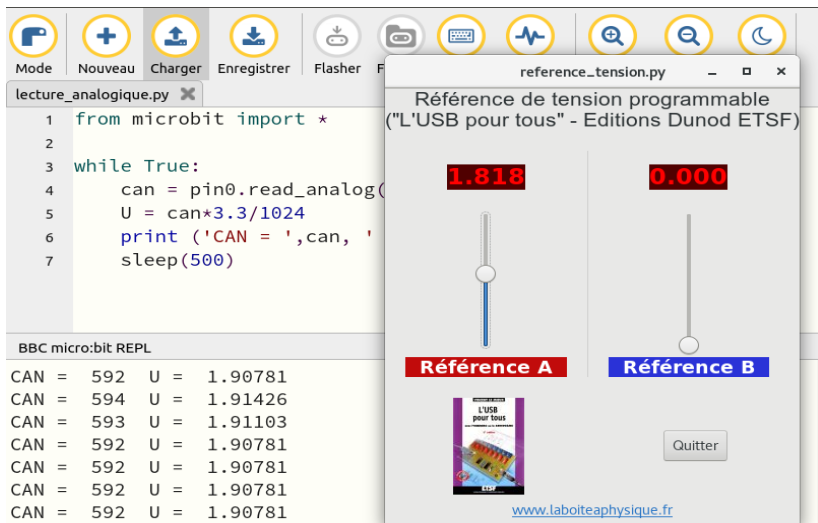 Mode Nouveau Charger Enregistrer Flasher F
lecture_analogique.py
1 from microbit import *
2
3 while True:
4 can = pin0.read_analog(
5 U = can*3.3/1024
6 print ('CAN = ',can, '
7 sleep(500)
BBC micro:bit REPL
CAN = 592 U = 1.90781
CAN = 594 U = 1.91426
CAN = 593 U = 1.91103
CAN = 592 U = 1.90781
CAN = 592 U = 1.90781
CAN = 592 U = 1.90781
CAN = 592 U = 1.90781
reference_tension.py
Référence de tension programmable
("L'USB pour tous" - Editions Dunod ETSF)
1.818 0.000
Référence A Référence B
L'USB
pour tous
ETSF
Quitter
www.laboiteaphysique.fr